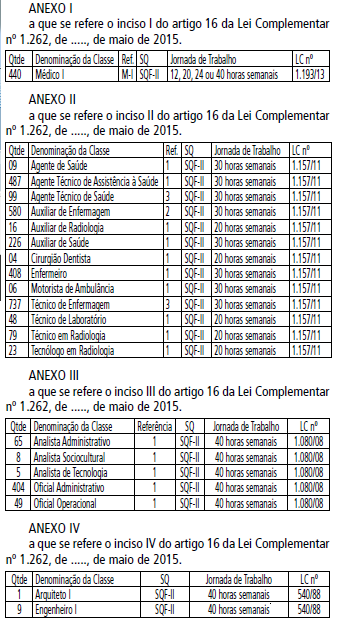 ANEXO I
a que se refere o inciso I do artigo 16 da Lei Complementar
nº 1.262, de ....., de maio de 2015.
Qtde Denominação da Classe Ref. SQ Jornada de Trabalho LC nº
440 Médico I M-I SQF-II 12, 20, 24 ou 40 horas semanais 1.193/13
ANEXO II
a que se refere o inciso II do artigo 16 da Lei Complementar
nº 1.262, de ....., de maio de 2015.
Qtde Denominação da Classe Ref. SQ Jornada de Trabalho LC nº
09 Agente de Saúde 1 SQF-II 30 horas semanais 1.157/11
487 Agente Técnico de Assistência à Saúde 1 SQF-II 30 horas semanais 1.157/11
99 Agente Técnico de Saúde 3 SQF-II 30 horas semanais 1.157/11
580 Auxiliar de Enfermagem 2 SQF-II 30 horas semanais 1.157/11
16 Auxiliar de Radiologia 1 SQF-II 20 horas semanais 1.157/11
226 Auxiliar de Saúde 1 SQF-II 30 horas semanais 1.157/11
04 Cirurgião Dentista 1 SQF-II 20 horas semanais 1.157/11
408 Enfermeiro 1 SQF-II 30 horas semanais 1.157/11
06 Motorista de Ambulância 1 SQF-II 30 horas semanais 1.157/11
737 Técnico de Enfermagem 3 SQF-II 30 horas semanais 1.157/11
48 Técnico de Laboratório 1 SQF-II 30 horas semanais 1.157/11
79 Técnico em Radiologia 1 SQF-II 20 horas semanais 1.157/11
23 Tecnólogo em Radiologia 1 SQF-II 20 horas semanais 1.157/11
ANEXO III
a que se refere o inciso III do artigo 16 da Lei Complementar
nº 1.262, de ....., de maio de 2015.
Qtde Denominação da Classe Referência SQ Jornada de Trabalho LC nº
65 Analista Administrativo 1 SQF-II 40 horas semanais 1.080/08
8 Analista Sociocultural 1 SQF-II 40 horas semanais 1.080/08
5 Analista de Tecnologia 1 SQF-II 40 horas semanais 1.080/08
404 Oficial Administrativo 1 SQF-II 40 horas semanais 1.080/08
49 Oficial Operacional 1 SQF-II 40 horas semanais 1.080/08
ANEXO IV
a que se refere o inciso IV do artigo 16 da Lei Complementar
nº 1.262, de ....., de maio de 2015.
Qtde Denominação da Classe SQ Jornada de Trabalho LC nº
1 Arquiteto I SQF-II 40 horas semanais 540/88
9 Engenheiro I SQF-II 40 horas semanais 540/88